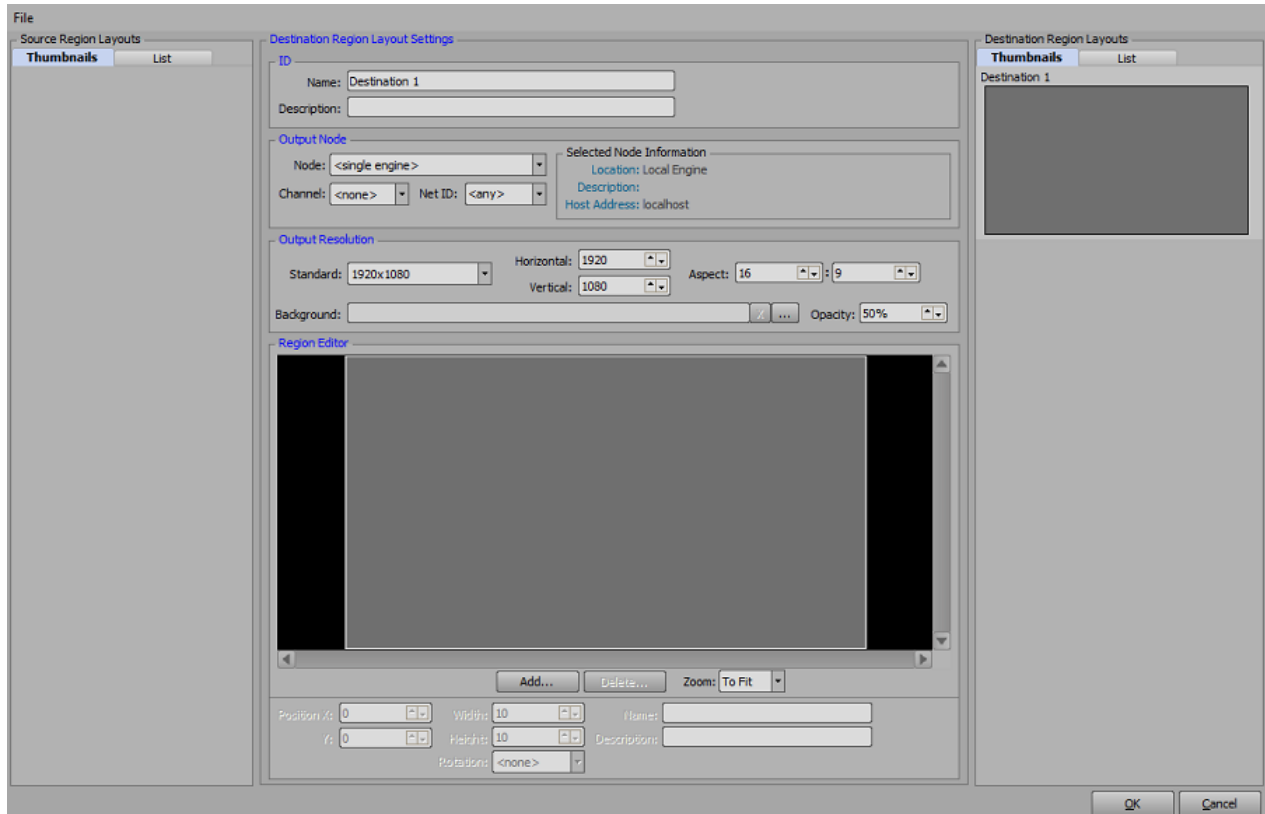 File
Source Region Layouts
Thumbnails List
Destination Region Layout Settings
ID
Name: Destination 1
Description:
Output Node
Node: <single engine>
Channel: <none> Net ID: <any>
Selected Node Information
Location: Local Engine
Description:
Host Address: localhost
Output Resolution
Standard: 1920x1080
Horizontal: 1920
Vertical: 1080
Aspect: 16 : 9
Background: X ... Opacity: 50%
Region Editor
Add... Delete... Zoom: To Fit
Position X: 0 Width: 10 Name:
Y: 0 Height: 10 Description:
Rotation: <none>
Destination Region Layouts
Thumbnails List
Destination 1
OK Cancel